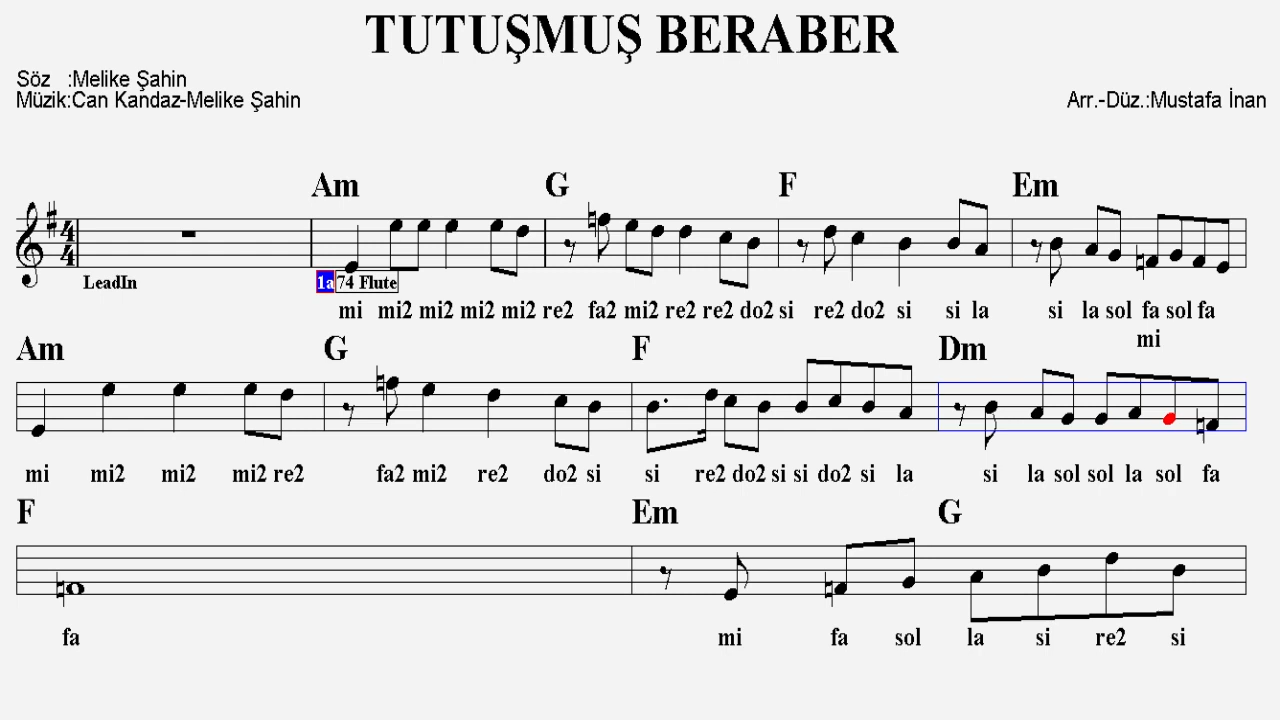 TUTUŞMUŞ BERABER
Söz :Melike Şahin
Müzik:Can Kandaz-Melike Şahin
Arr.-Düz.:Mustafa İnan
Am G F Em
4
4
LeadIn 1a 74 Flute
mi mi2 mi2 mi2 mi2 re2 fa2 mi2 re2 re2 do2 si re2 do2 si si la si la sol fa sol fa
mi
Am G F Dm
mi mi2 mi2 mi2 re2 fa2 mi2 re2 do2 si si re2 do2 si si do2 si la si la sol sol la sol fa
F Em G
fa mi fa sol la si re2 si